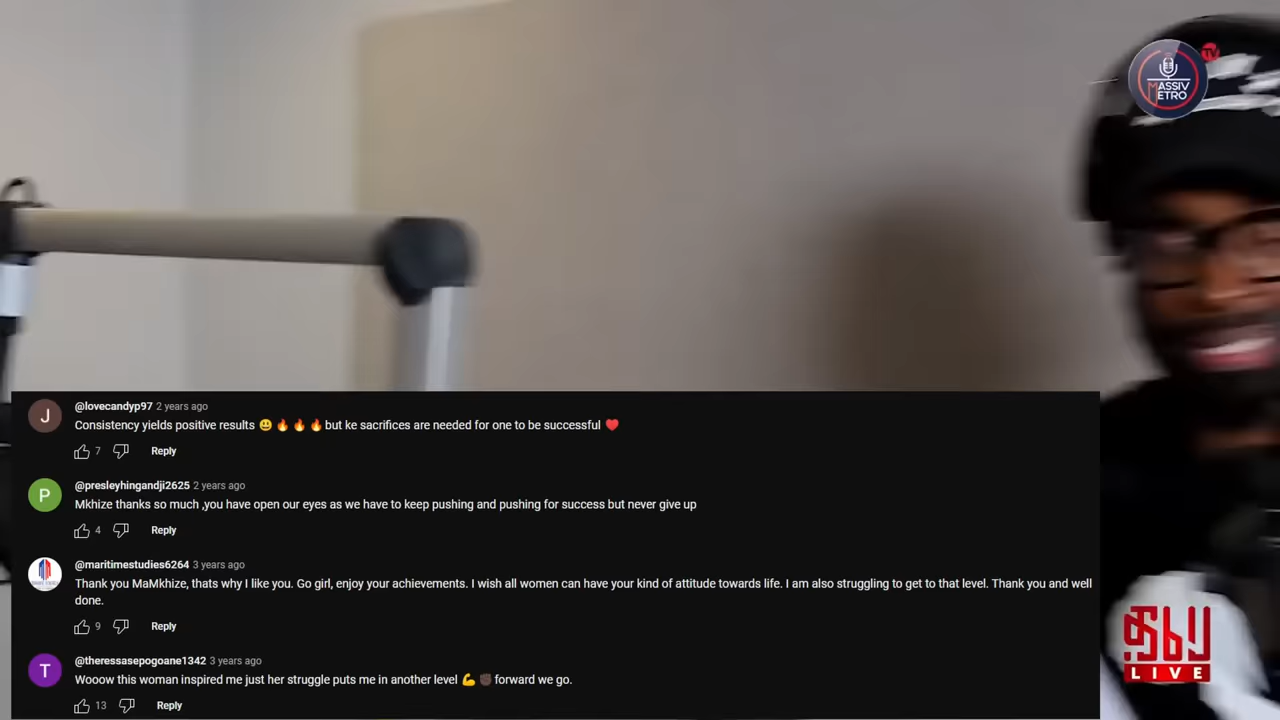 TV
MASSIV
METRO
J
@lovecandyp97 2 years ago
Consistency yields positive results 😃🔥🔥🔥but ke sacrifices are needed for one to be successful ❤️
7 Reply
P
@presleyhingandji2625 2 years ago
Mkhize thanks so much ,you have open our eyes as we have to keep pushing and pushing for success but never give up
4 Reply
@maritimestudies6264 3 years ago
Thank you MaMkhize, thats why I like you. Go girl, enjoy your achievements. I wish all women can have your kind of attitude towards life. I am also struggling to get to that level. Thank you and well
done.
9 Reply
T
@theressasepogoane1342 3 years ago
Wooow this woman inspired me just her struggle puts me in another level 💪✊🏿forward we go.
13 Reply
LIVE